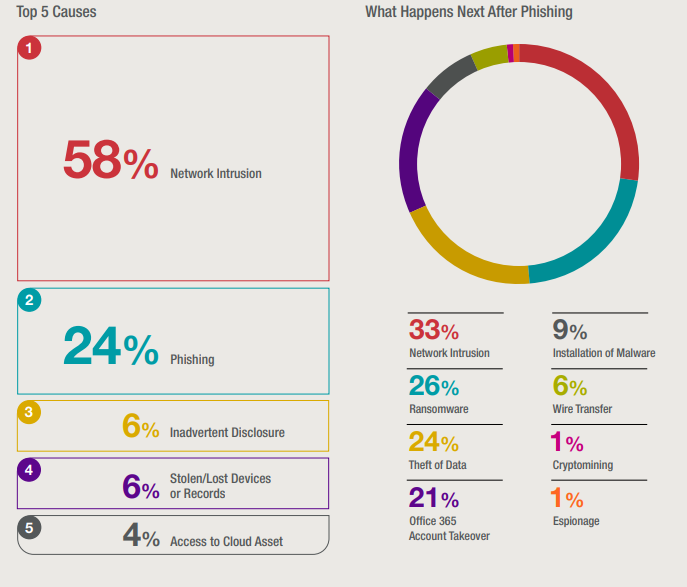 Top 5 Causes
1
58% Network Intrusion
2
24% Phishing
3
6% Inadvertent Disclosure
4
6% Stolen/Lost Devices
or Records
5
4% Access to Cloud Asset
What Happens Next After Phishing
33%
Network Intrusion
26%
Ransomware
24%
Theft of Data
21%
Office 365
Account Takeover
9%
Installation of Malware
6%
Wire Transfer
1%
Cryptomining
1%
Espionage